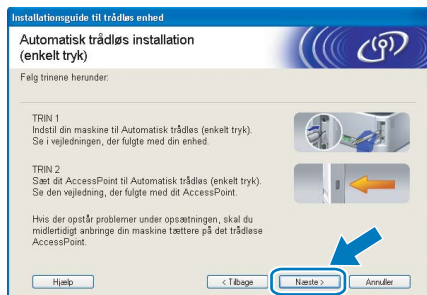 Installationsguide til trådløs enhed
Automatisk trådløs installation
(enkelt tryk)
Følg trinene herunder:
TRIN 1
Indstil din maskine til Automatisk trådløs (enkelt tryk).
Se i vejledningen, der fulgte med din enhed.
TRIN 2
Sæt dit AccessPoint til Automatisk trådløs (enkelt tryk).
Se den vejledning, der fulgte med dit AccessPoint.
Hvis der opstår problemer under opsætningen, skal du
midlertidigt anbringe din maskine tættere på det trådløse
AccessPoint.
Hjælp
< Tilbage
Næste >
Annuller